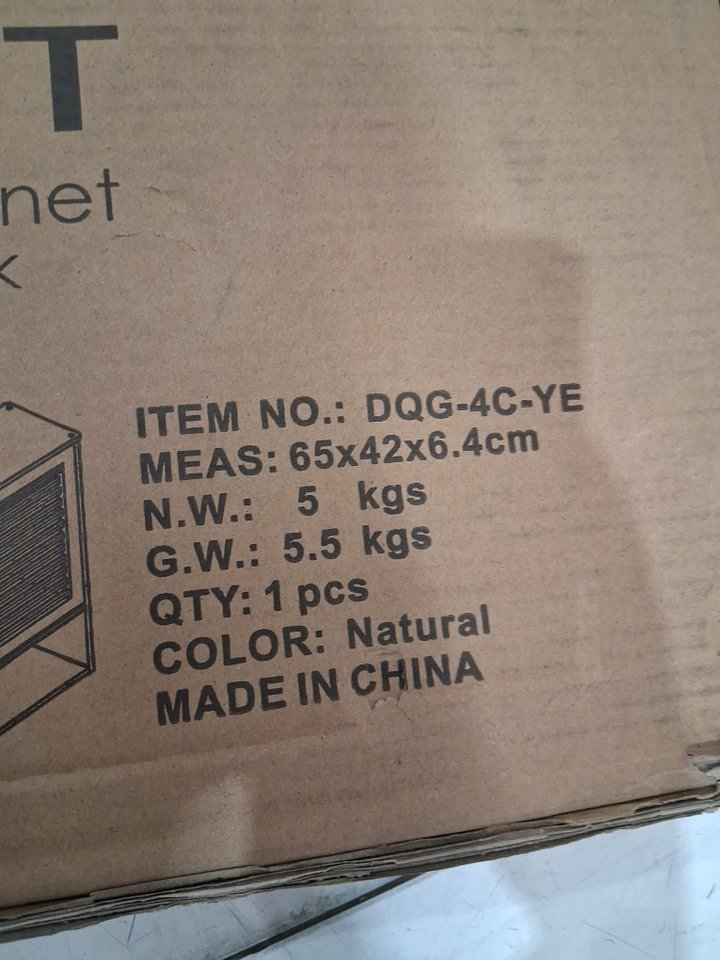 T
net
k
ITEM NO.: DQG-4C-YE
MEAS: 65x42x6.4cm
N.W.: 5 kgs
G.W.: 5.5 kgs
QTY: 1 pcs
COLOR: Natural
MADE IN CHINA